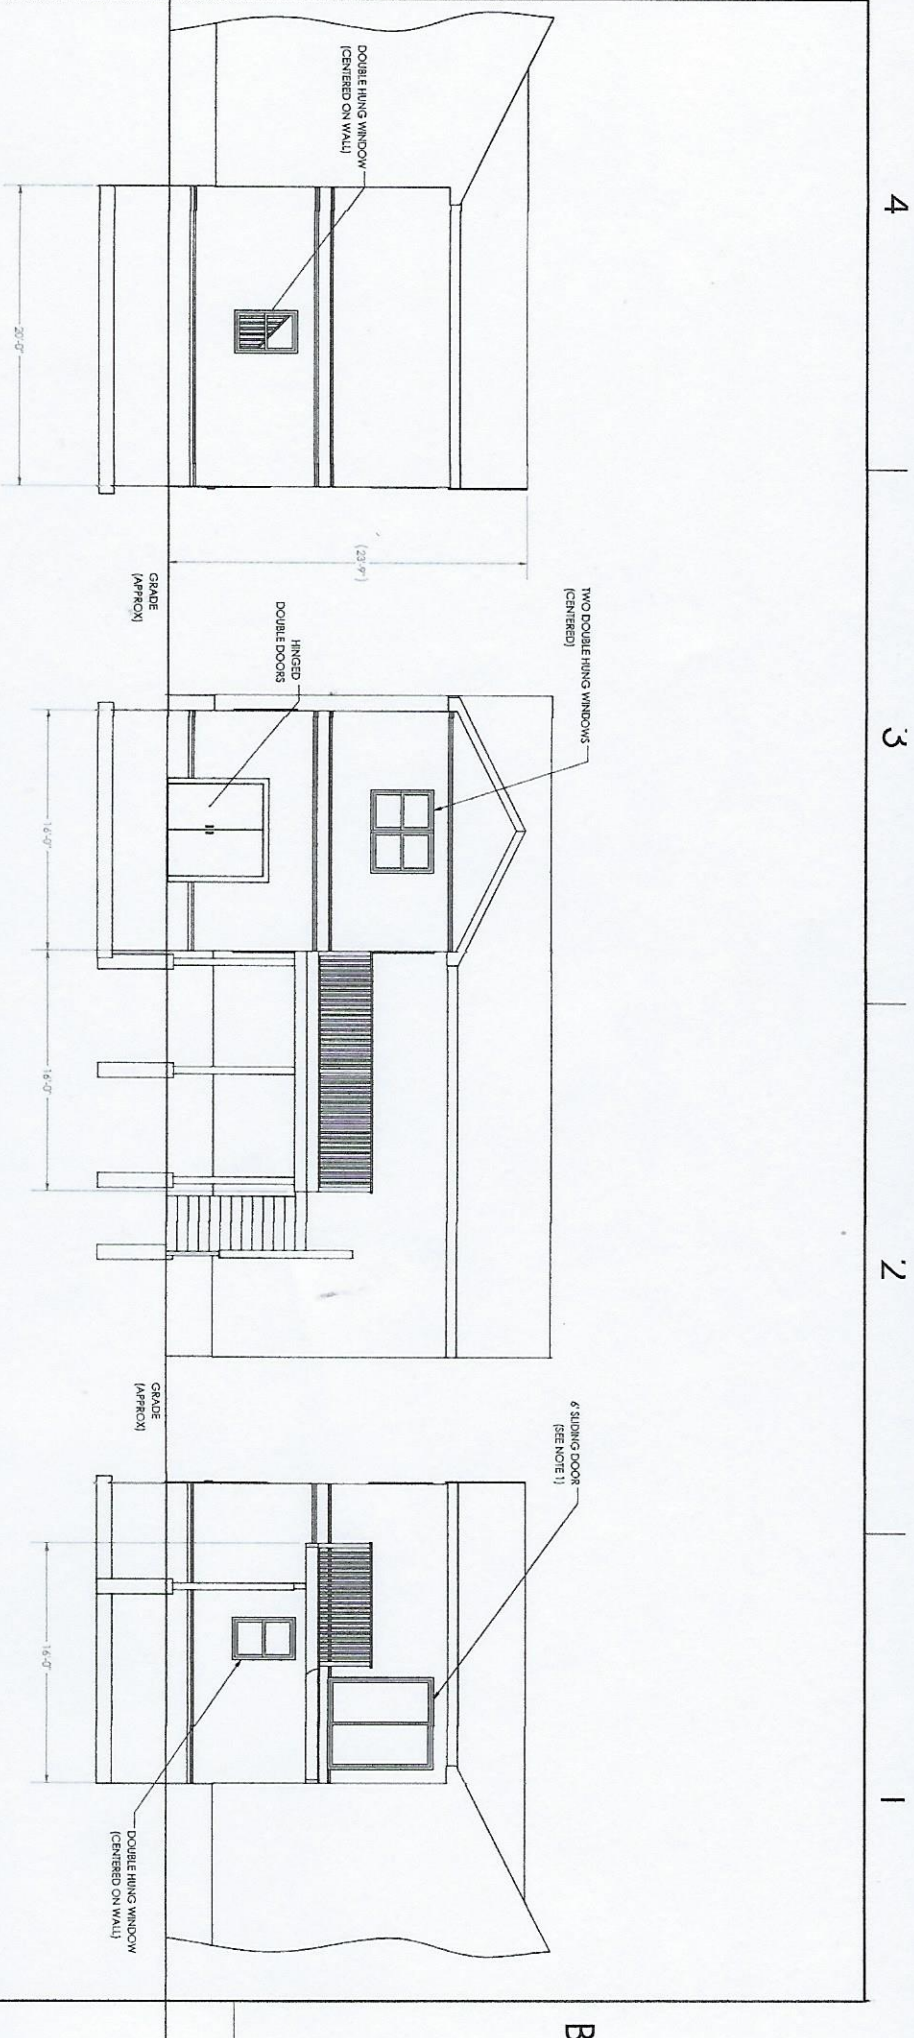 4
3
2
1
B
DOUBLE HUNG WINDOW
(CENTERED ON WALL)
20'-0"
(23'-9")
GRADE
(APPROX)
TWO DOUBLE HUNG WINDOWS
(CENTERED)
HINGED
DOUBLE DOORS
16'-0"
16'-0"
GRADE
(APPROX)
6' SLIDING DOOR
(SEE NOTE 1)
16'-0"
DOUBLE HUNG WINDOW
(CENTERED ON WALL)